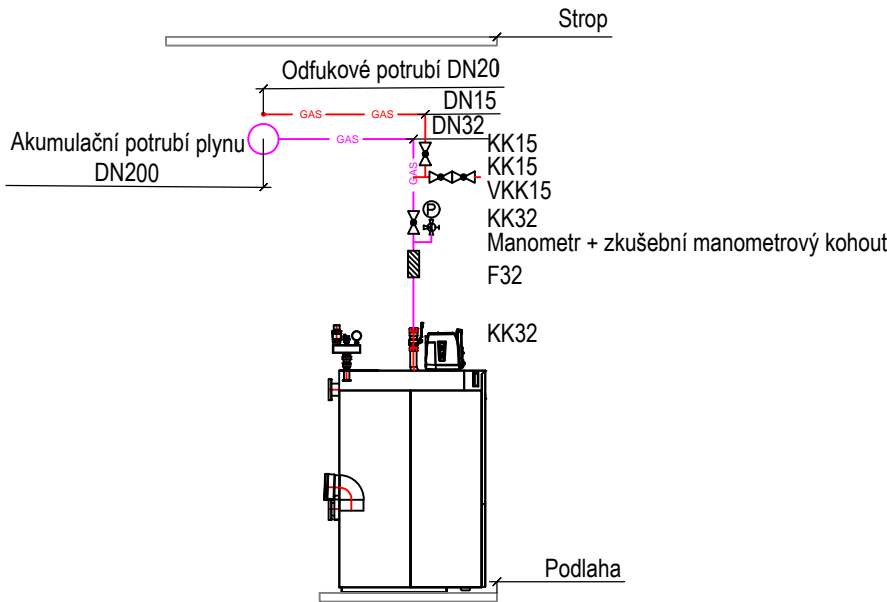 Strop
Odfukové potrubí DN20
GAS GAS
DN15
DN32
GAS
Akumulační potrubí plynu
DN200
GAS
KK15
KK15
VKK15
KK32
P
Manometr + zkušební manometrový kohout
F32
KK32
Podlaha